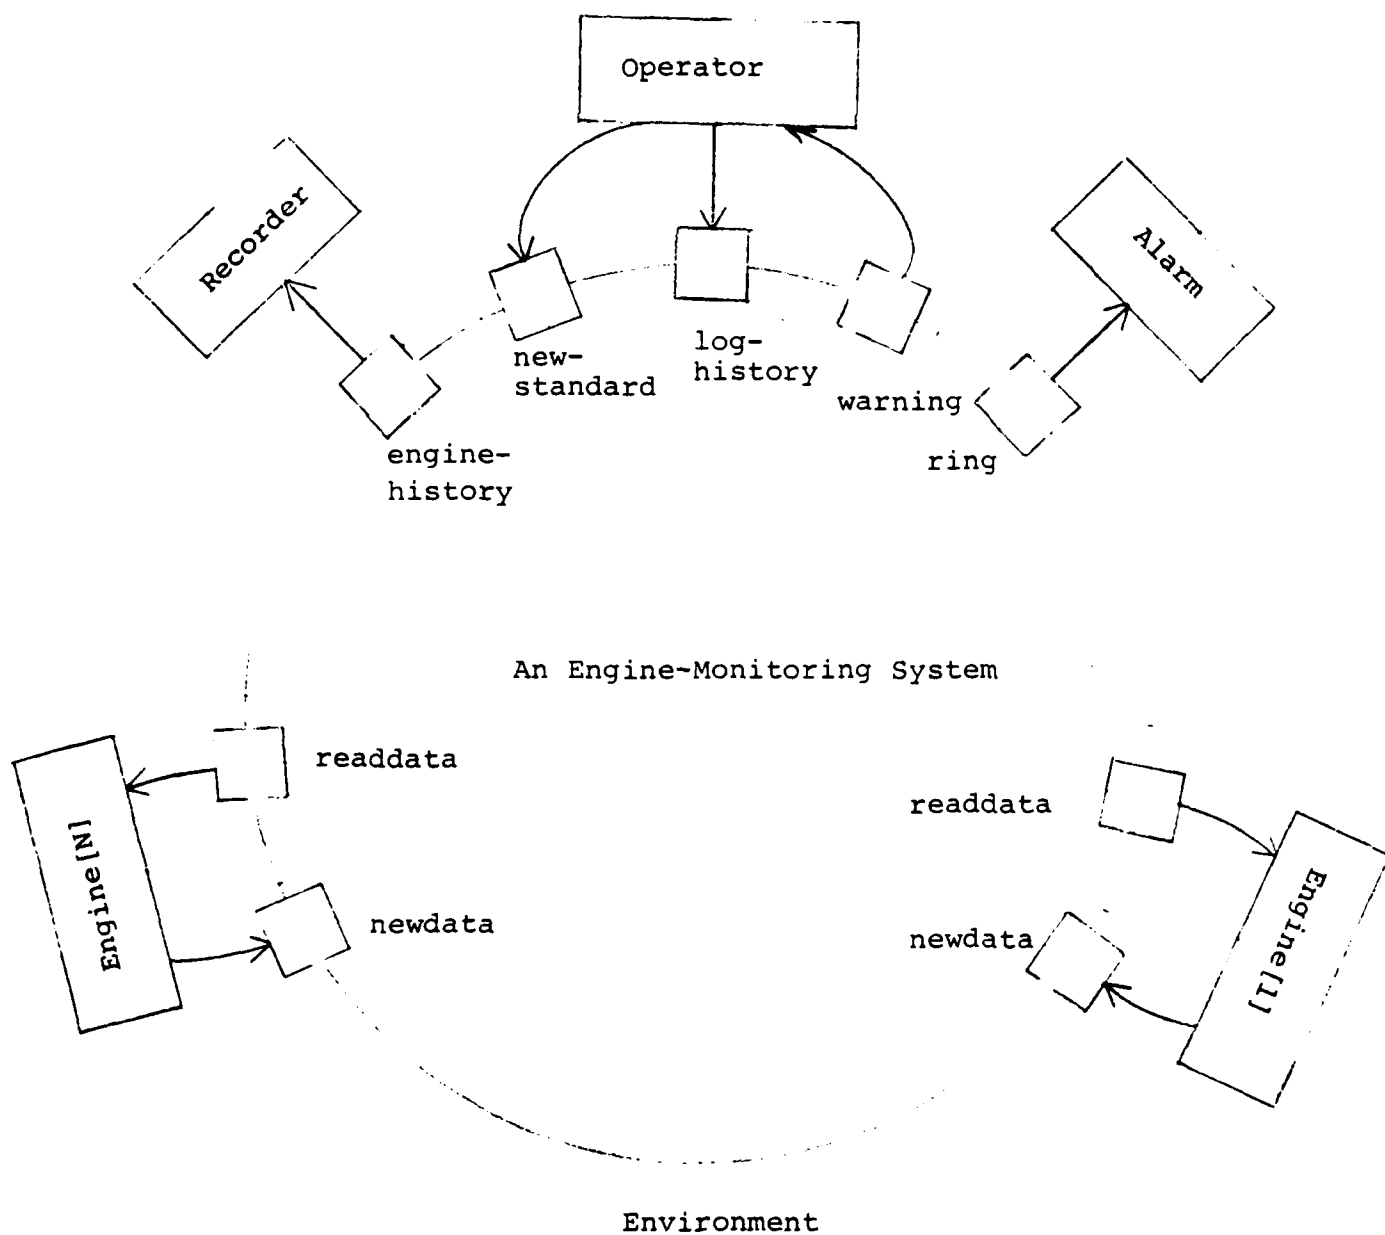 Operator
Recorder
Alarm
new-
standard
log-
history
warning
ring
engine-
history
An Engine-Monitoring System
readdata
readdata
Engine[N]
newdata
newdata
Engine[1]
Environment